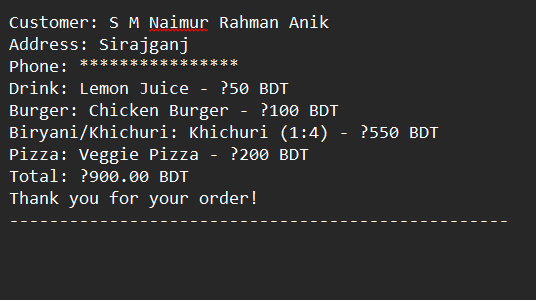 Customer: S M Naimur Rahman Anik
Address: Sirajganj
Phone: ****************
Drink: Lemon Juice - ?50 BDT
Burger: Chicken Burger - ?100 BDT
Biryani/Khichuri: Khichuri (1:4) - ?550 BDT
Pizza: Veggie Pizza - ?200 BDT
Total: ?900.00 BDT
Thank you for your order!
--------------------------------------------------